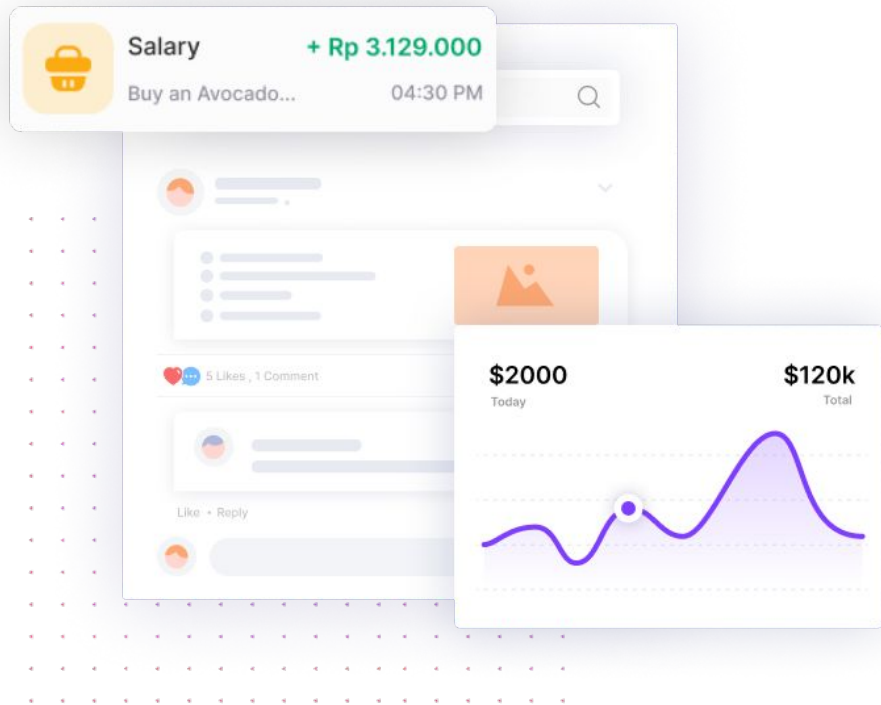 Salary + Rp 3.129.000
Buy an Avocado... 04:30 PM
5 Likes , 1 Comment
$2000 $120k
Today Total
Like • Reply